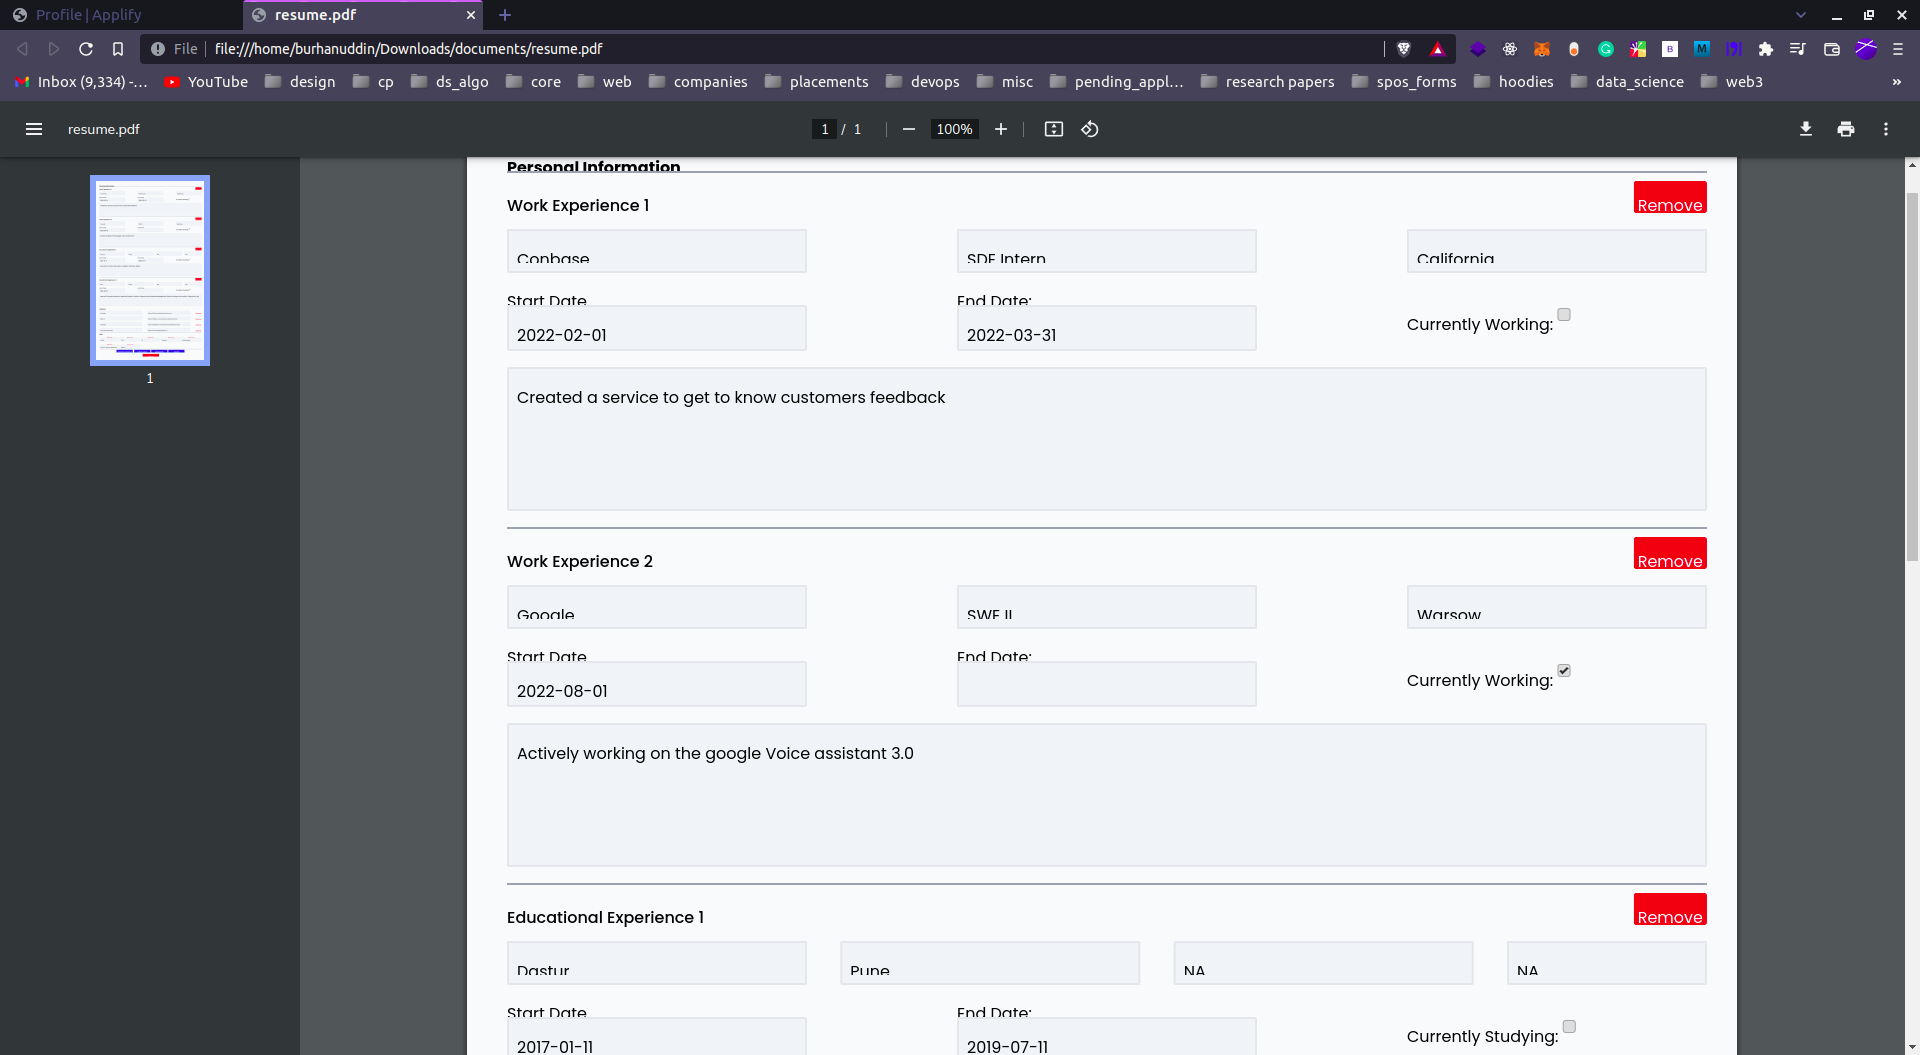 Profile | Applify
resume.pdf
File
file:///home/burhanuddin/Downloads/documents/resume.pdf
Inbox (9,334) -... YouTube design cp ds_algo core web companies placements devops misc pending_appl... research papers spos_forms hoodies data_science web3 »
resume.pdf
1 / 1
100%
1
Personal Information
Work Experience 1
Remove
Conbase SDE Intern California
Start Date End Date:
2022-02-01 2022-03-31 Currently Working:
Created a service to get to know customers feedback
Work Experience 2
Remove
Google SWE II Warsow
Start Date End Date:
2022-08-01 Currently Working:
Actively working on the google Voice assistant 3.0
Educational Experience 1
Remove
Dastur Pune NA NA
Start Date End Date:
2017-01-11 2019-07-11 Currently Studying: